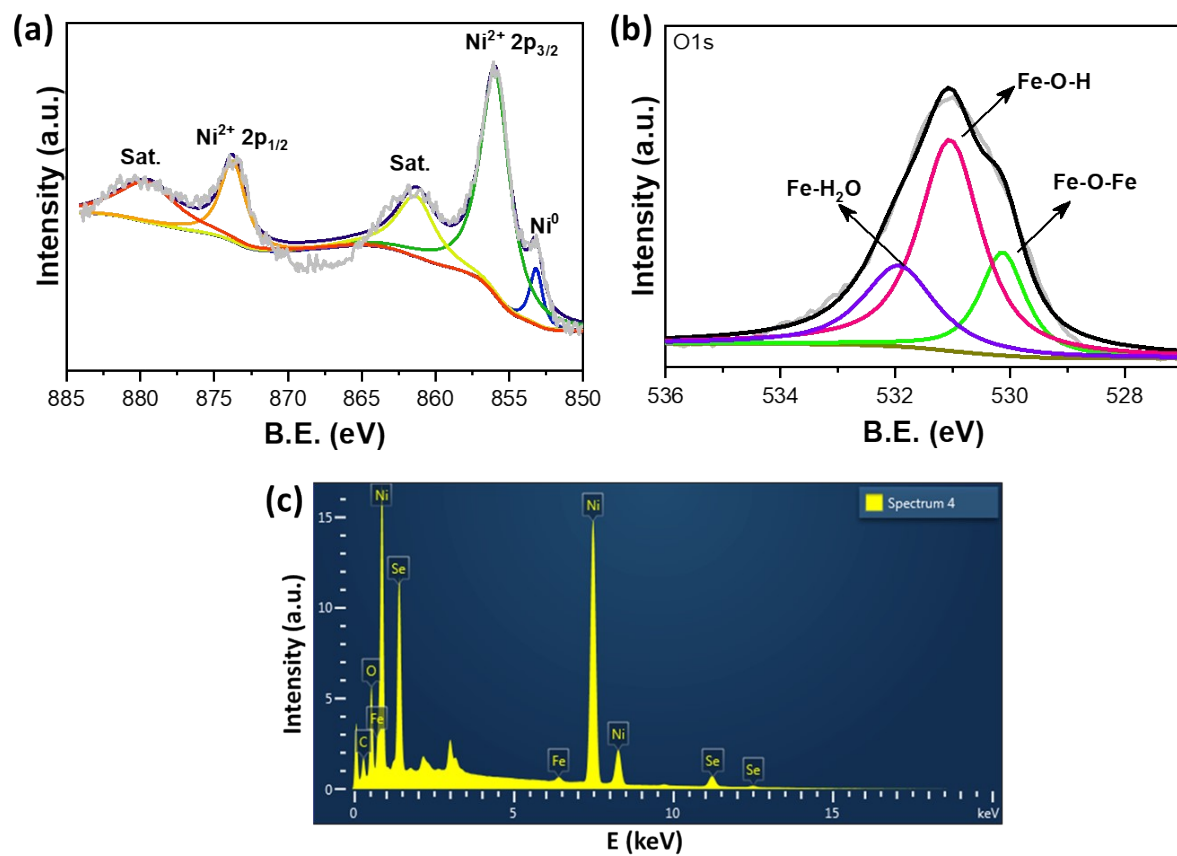 (a)
Ni²⁺ 2p₃/₂
Ni²⁺ 2p₁/₂
Sat.
Sat.
Ni⁰
Intensity (a.u.)
885 880 875 870 865 860 855 850
B.E. (eV)
(b)
O1s
Fe-O-H
Fe-H₂O
Fe-O-Fe
Intensity (a.u.)
536 534 532 530 528
B.E. (eV)
(c)
Spectrum 4
Ni
Ni
Se
O
Fe
C
Fe
Ni
Se
Se
15
10
5
0
Intensity (a.u.)
0 5 10 15 keV
E (keV)